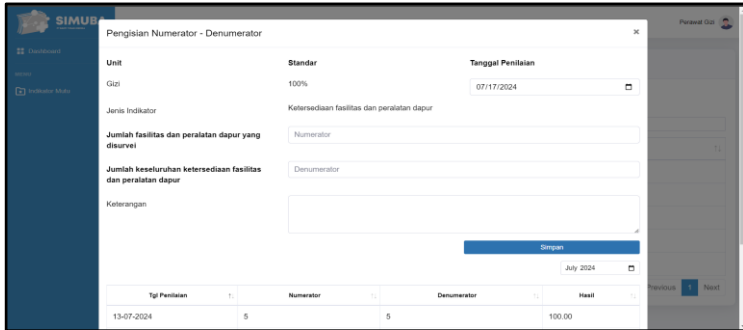 SIMUBA
Perawat Gizi
Dashboard
MENU
Indikator Mutu
Pengisian Numerator - Denumerator
×
Unit Standar Tanggal Penilaian
Gizi 100% 07/17/2024
Jenis Indikator Ketersediaan fasilitas dan peralatan dapur
Jumlah fasilitas dan peralatan dapur yang
disurvei
Numerator
Jumlah keseluruhan ketersediaan fasilitas
dan peralatan dapur
Denumerator
Keterangan
Simpan
July 2024
Tgl Penilaian Numerator Denumerator Hasil
13-07-2024 5 5 100.00
Previous 1 Next